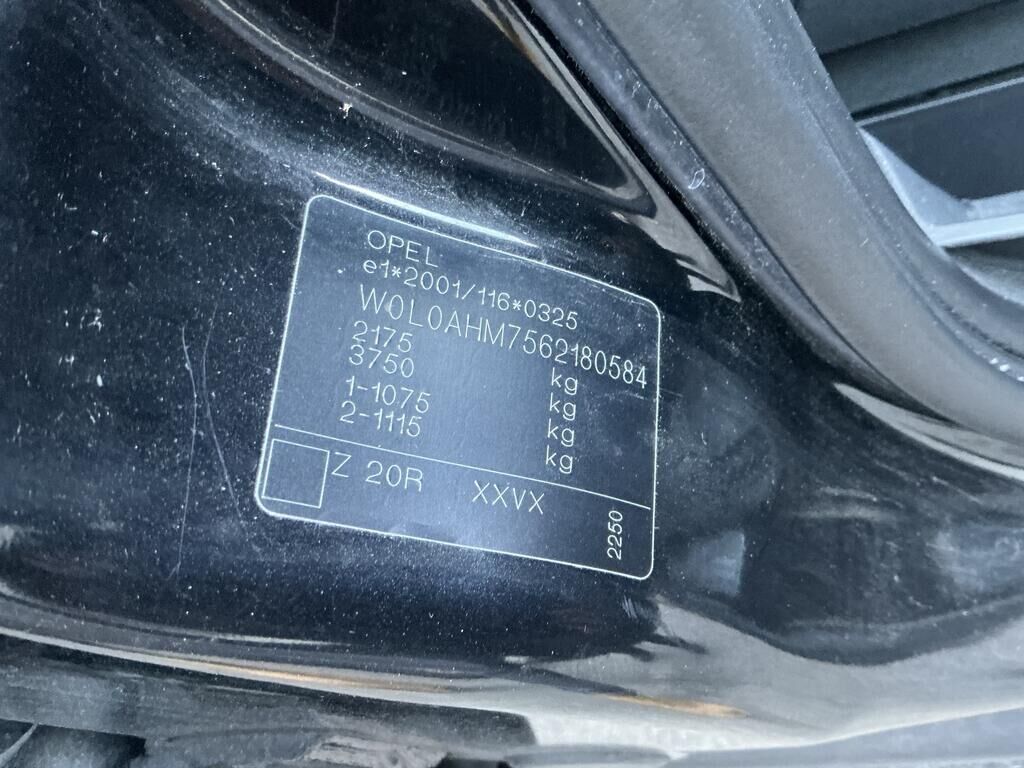 OPEL
e1*2001/116*0325
W0L0AHM7562180584
2175 kg
3750 kg
1-1075 kg
2-1115 kg
Z 20R XXVX
2250